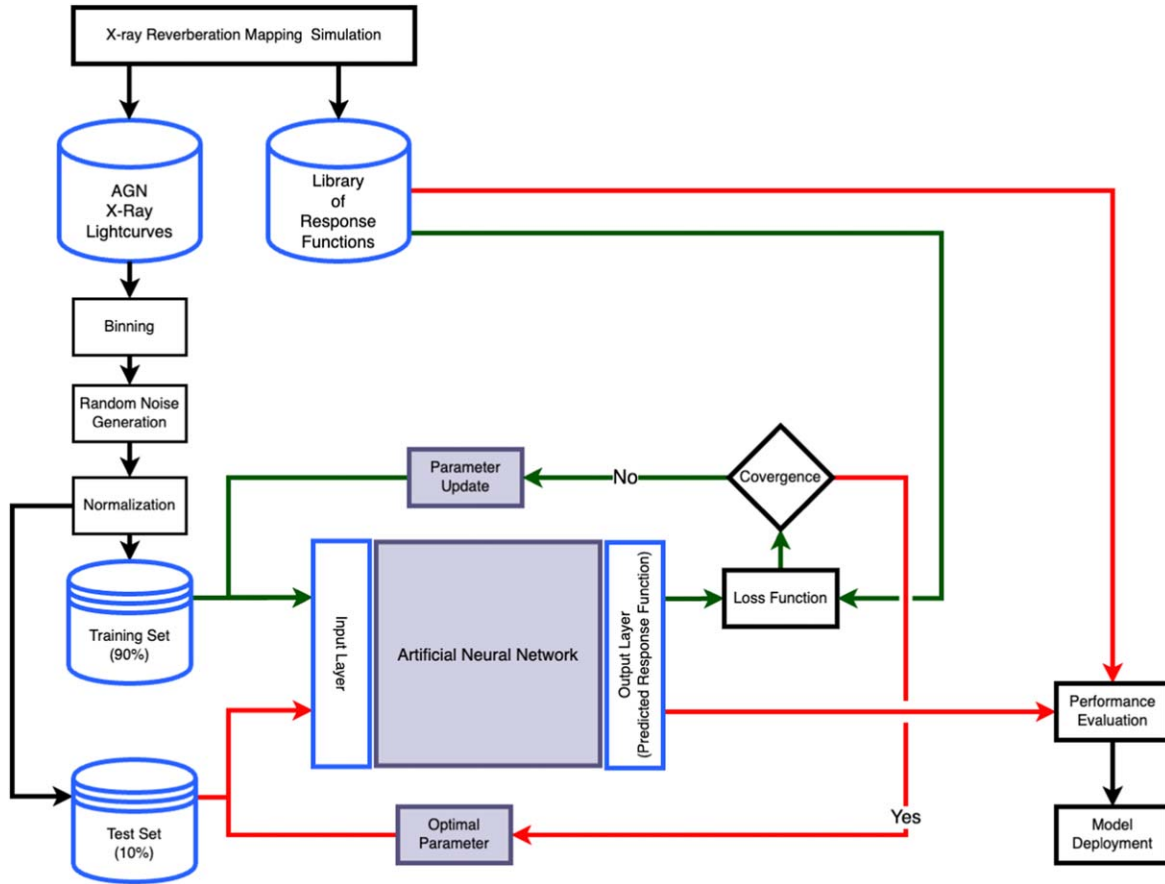 X-ray Reverberation Mapping Simulation
AGN
X-Ray
Lightcurves
Library
of
Response
Functions
Binning
Random Noise
Generation
Normalization
Parameter
Update
No
Covergence
Training Set
(90%)
Input Layer
Artificial Neural Network
Output Layer
(Predicted Response Function)
Loss Function
Performance
Evaluation
Test Set
(10%)
Optimal
Parameter
Yes
Model
Deployment